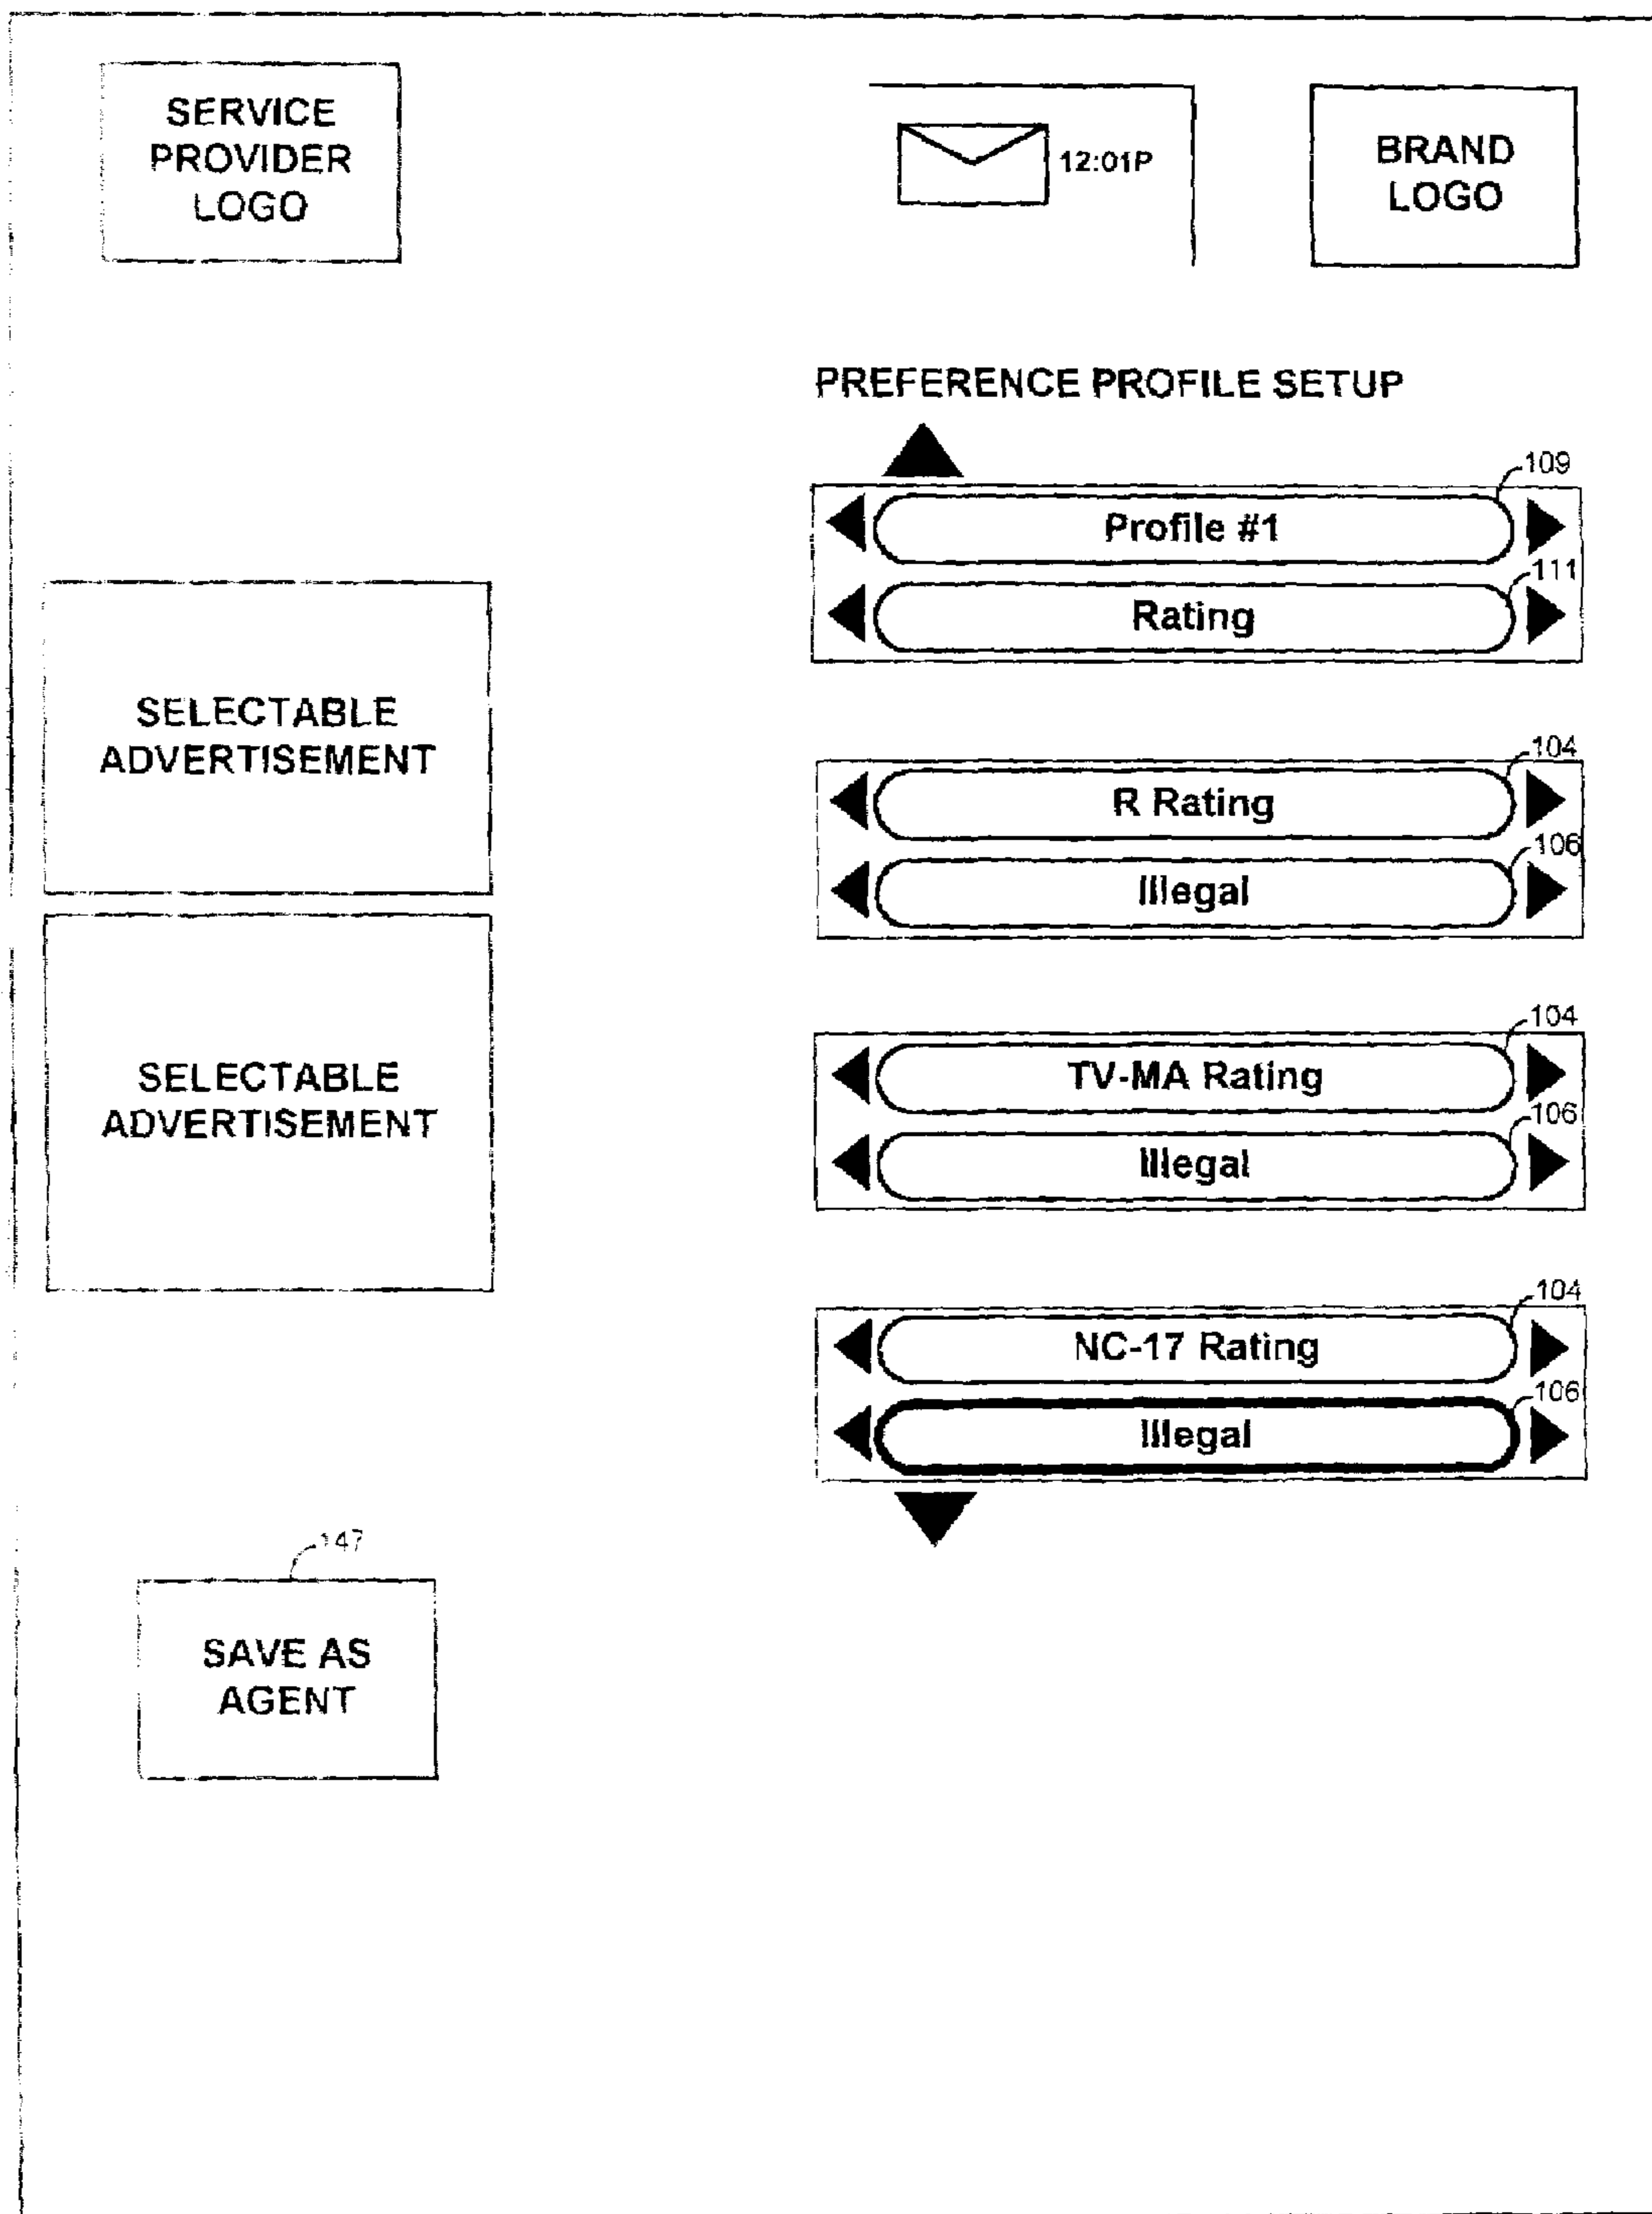 SERVICE
PROVIDER
LOGO
12:01P
BRAND
LOGO
PREFERENCE PROFILE SETUP
109
Profile #1
111
Rating
SELECTABLE
ADVERTISEMENT
104
R Rating
106
Illegal
SELECTABLE
ADVERTISEMENT
104
TV-MA Rating
106
Illegal
104
NC-17 Rating
106
Illegal
147
SAVE AS
AGENT